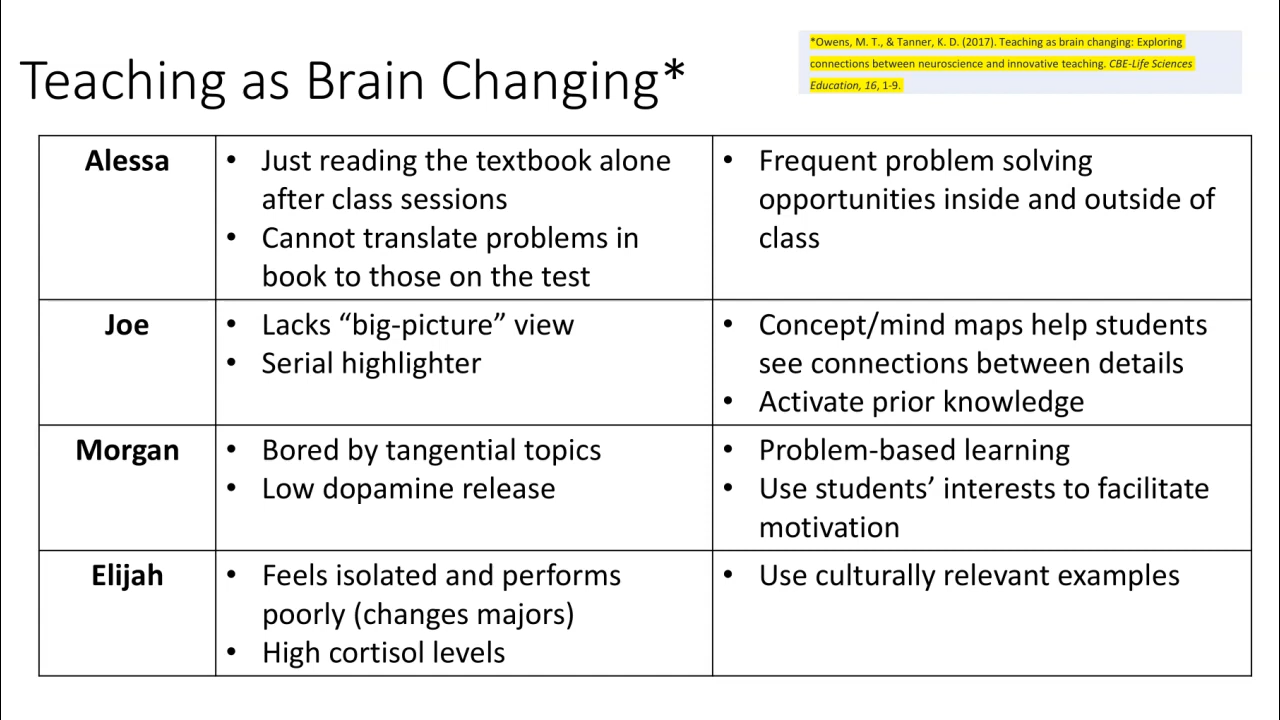 Teaching as Brain Changing*
*Owens, M. T., & Tanner, K. D. (2017). Teaching as brain changing: Exploring
connections between neuroscience and innovative teaching. CBE-Life Sciences
Education, 16, 1-9.
Alessa
• Just reading the textbook alone
after class sessions
• Cannot translate problems in
book to those on the test
• Frequent problem solving
opportunities inside and outside of
class
Joe
• Lacks “big-picture” view
• Serial highlighter
• Concept/mind maps help students
see connections between details
• Activate prior knowledge
Morgan
• Bored by tangential topics
• Low dopamine release
• Problem-based learning
• Use students’ interests to facilitate
motivation
Elijah
• Feels isolated and performs
poorly (changes majors)
• High cortisol levels
• Use culturally relevant examples